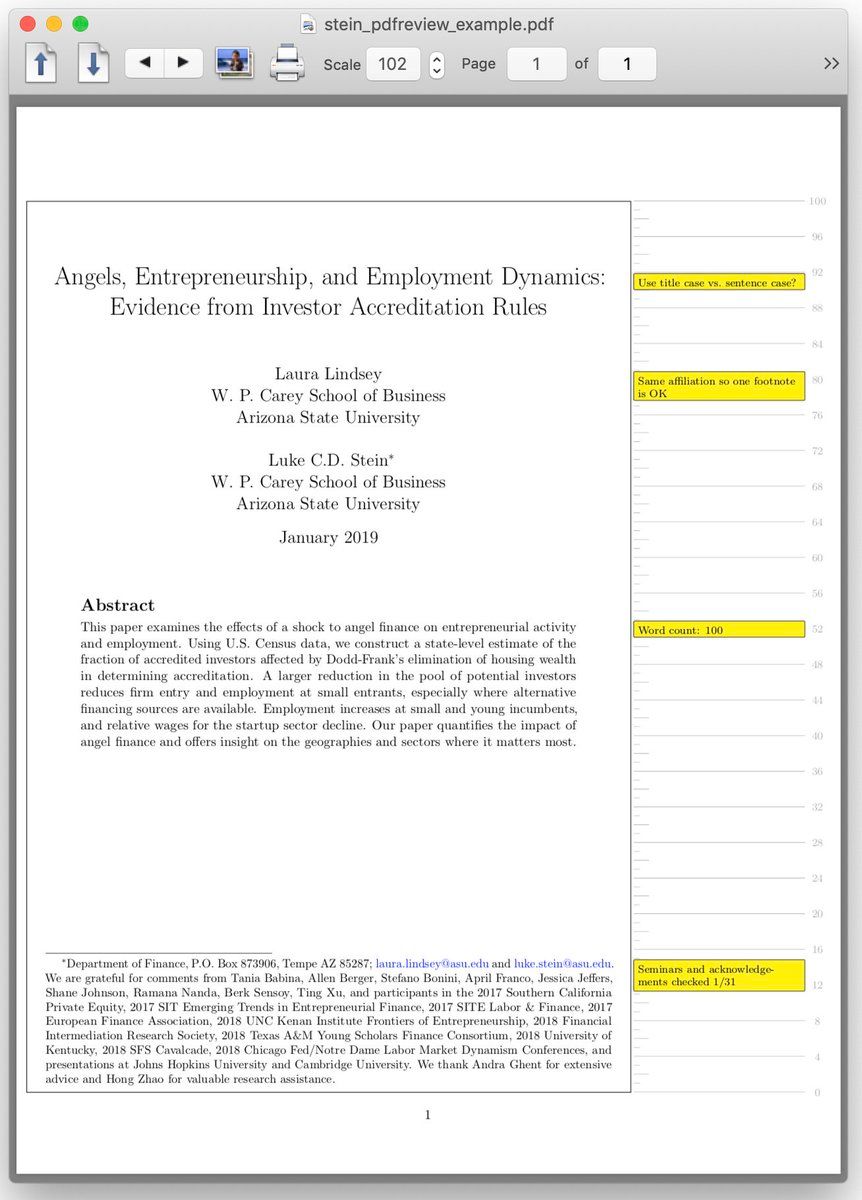 stein_pdfreview_example.pdf
Scale 102 Page 1 of 1 >>
100
96
92
Angels, Entrepreneurship, and Employment Dynamics:
Use title case vs. sentence case?
Evidence from Investor Accreditation Rules
88
84
Laura Lindsey
80
Same affiliation so one footnote
is OK
W. P. Carey School of Business
Arizona State University
76
72
Luke C.D. Stein*
W. P. Carey School of Business
68
Arizona State University
64
January 2019
60
56
Abstract
This paper examines the effects of a shock to angel finance on entrepreneurial activity
Word count: 100
52
and employment. Using U.S. Census data, we construct a state-level estimate of the
fraction of accredited investors affected by Dodd-Frank's elimination of housing wealth
48
in determining accreditation. A larger reduction in the pool of potential investors
reduces firm entry and employment at small entrants, especially where alternative
44
financing sources are available. Employment increases at small and young incumbents,
and relative wages for the startup sector decline. Our paper quantifies the impact of
40
angel finance and offers insight on the geographies and sectors where it matters most.
36
32
28
24
20
16
*Department of Finance, P.O. Box 873906, Tempe AZ 85287; laura.lindsey@asu.edu and luke.stein@asu.edu.
Seminars and acknowledge-
ments checked 1/31
12
We are grateful for comments from Tania Babina, Allen Berger, Stefano Bonini, April Franco, Jessica Jeffers,
Shane Johnson, Ramana Nanda, Berk Sensoy, Ting Xu, and participants in the 2017 Southern California
Private Equity, 2017 SIT Emerging Trends in Entrepreneurial Finance, 2017 SITE Labor & Finance, 2017
European Finance Association, 2018 UNC Kenan Institute Frontiers of Entrepreneurship, 2018 Financial
8
Intermediation Research Society, 2018 Texas A&M Young Scholars Finance Consortium, 2018 University of
Kentucky, 2018 SFS Cavalcade, 2018 Chicago Fed/Notre Dame Labor Market Dynamism Conferences, and
4
presentations at Johns Hopkins University and Cambridge University. We thank Andra Ghent for extensive
advice and Hong Zhao for valuable research assistance.
0
1